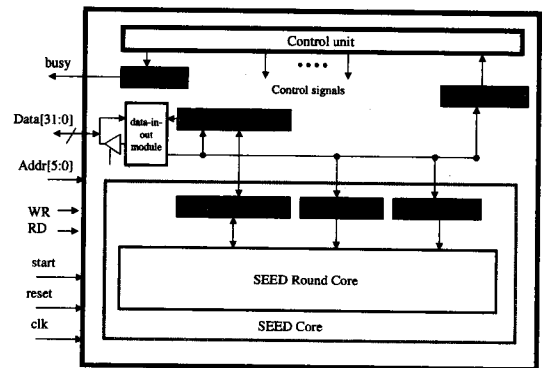 Control unit
busy
Control signals
Data[31:0]
data-in-
out
module
Addr[5:0]
WR
RD
start
SEED Round Core
reset
SEED Core
clk